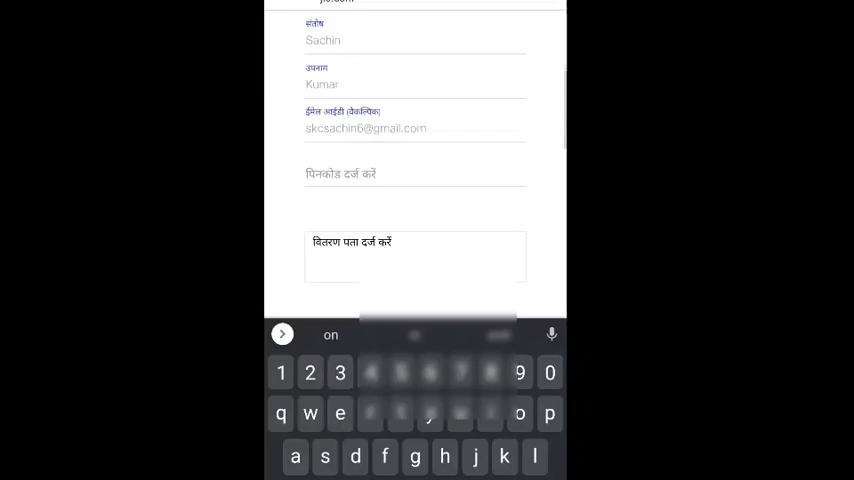 संतोष
Sachin
उपनाम
Kumar
ईमेल आईडी (वैकल्पिक)
skcsachin6@gmail.com
पिनकोड दर्ज करें
वितरण पता दर्ज करें
on
1 2 3 9 0
q w e o p
a s d f g h j k l